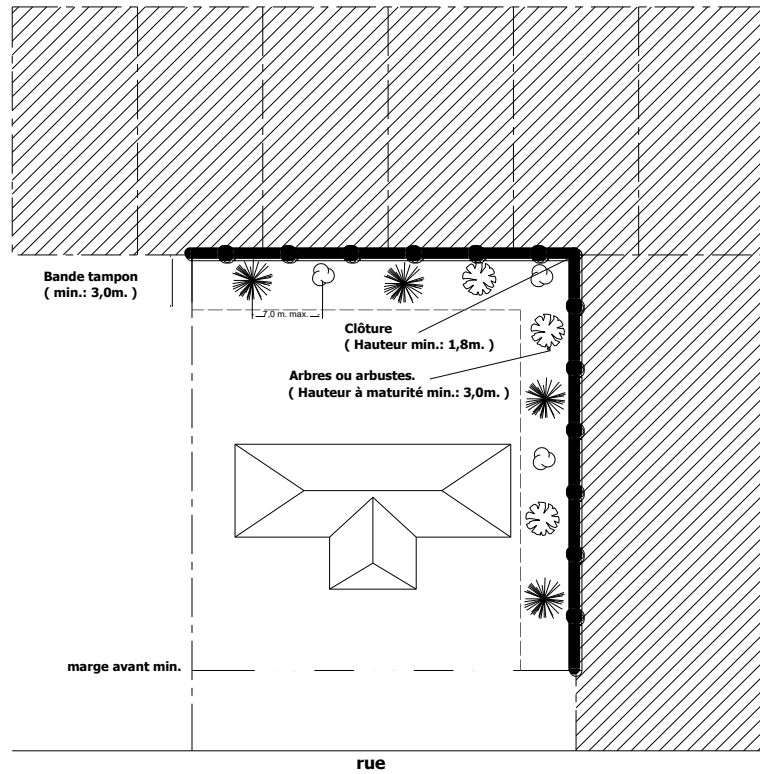 Bande tampon
( min.: 3,0m. )
7,0 m. max.
Clôture
( Hauteur min.: 1,8m. )
Arbres ou arbustes.
( Hauteur à maturité min.: 3,0m. )
marge avant min.
rue